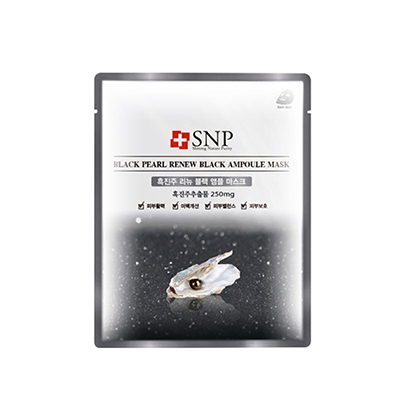 SNP
Sharing Nature Purity
BLACK PEARL RENEW BLACK AMPOULE MASK
흑진주 리뉴 블랙 앰플 마스크
흑진주추출물 250mg
피부활력 미백개선 피부밸런스 피부보호